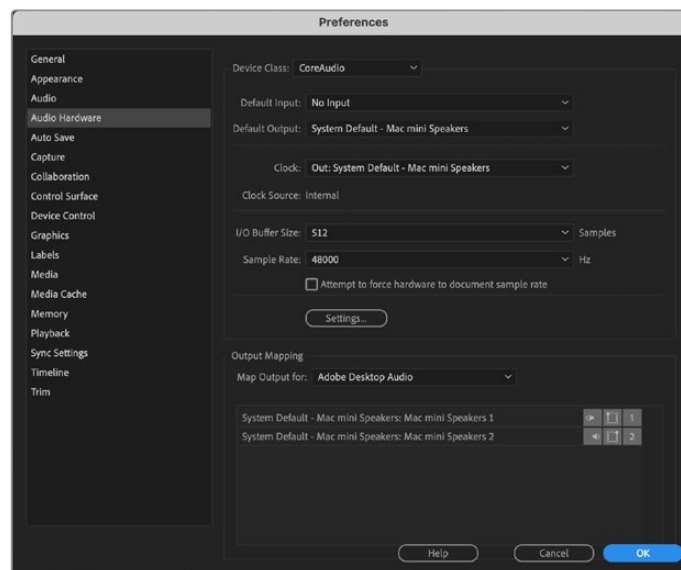 Preferences
General
Appearance
Audio
Audio Hardware
Auto Save
Capture
Collaboration
Control Surface
Device Control
Graphics
Labels
Media
Media Cache
Memory
Playback
Sync Settings
Timeline
Trim
Device Class: CoreAudio
Default Input: No Input
Default Output: System Default - Mac mini Speakers
Clock: Out: System Default - Mac mini Speakers
Clock Source: Internal
I/O Buffer Size: 512 Samples
Sample Rate: 48000 Hz
Attempt to force hardware to document sample rate
Settings...
Output Mapping
Map Output for: Adobe Desktop Audio
System Default - Mac mini Speakers: Mac mini Speakers 1 1
System Default - Mac mini Speakers: Mac mini Speakers 2 2
Help Cancel OK